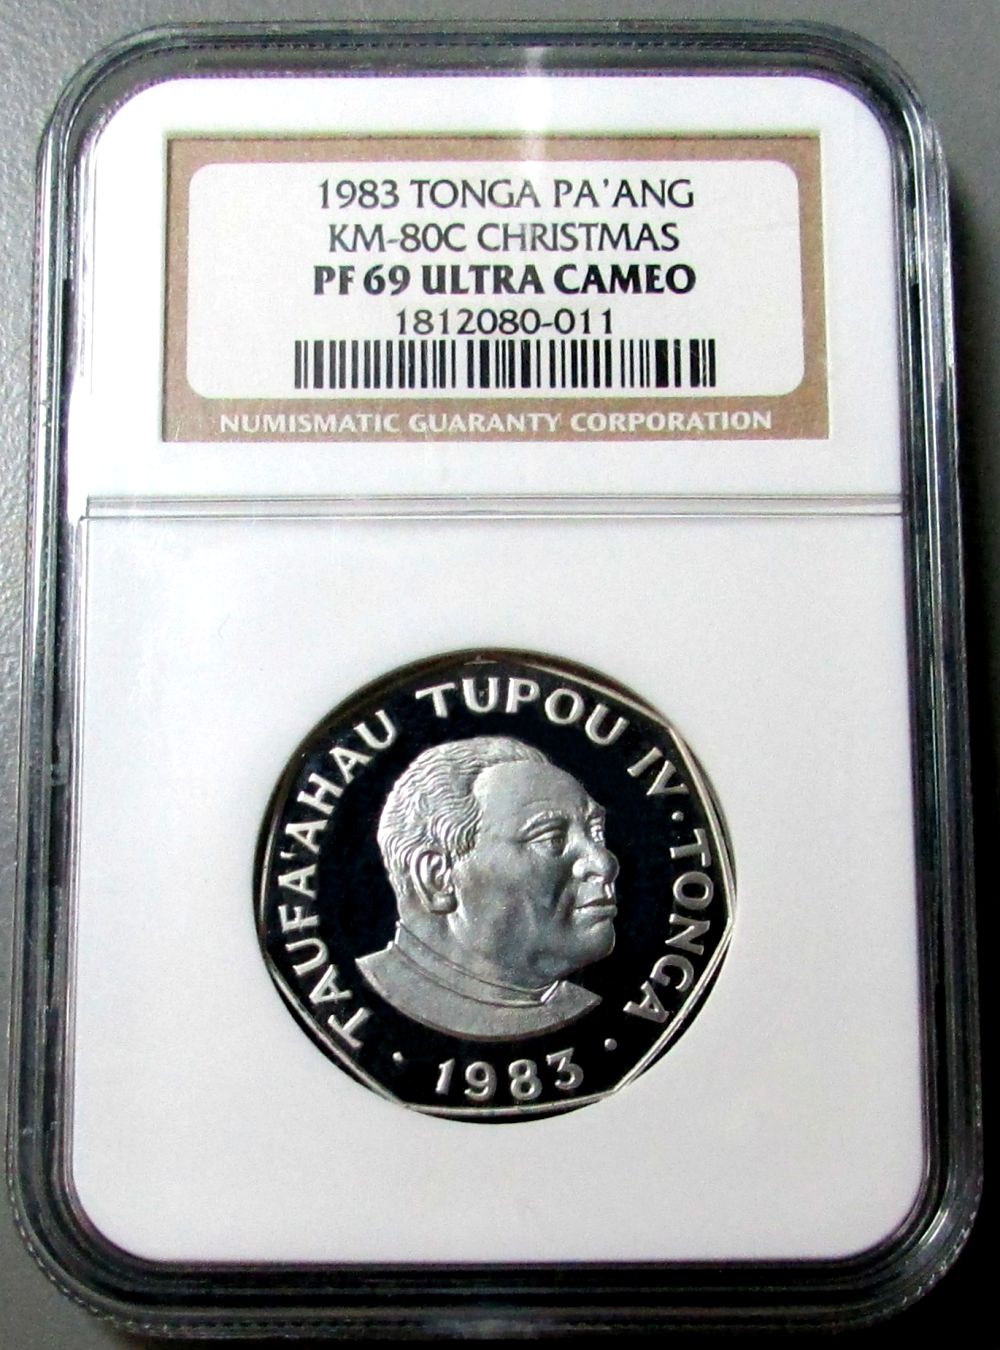 1983 TONGA PA'ANG
KM-80C CHRISTMAS
PF 69 ULTRA CAMEO
1812080-011
NUMISMATIC GUARANTY CORPORATION
TAUFA'AHAU TUPOU IV · TONGA
· 1983 ·